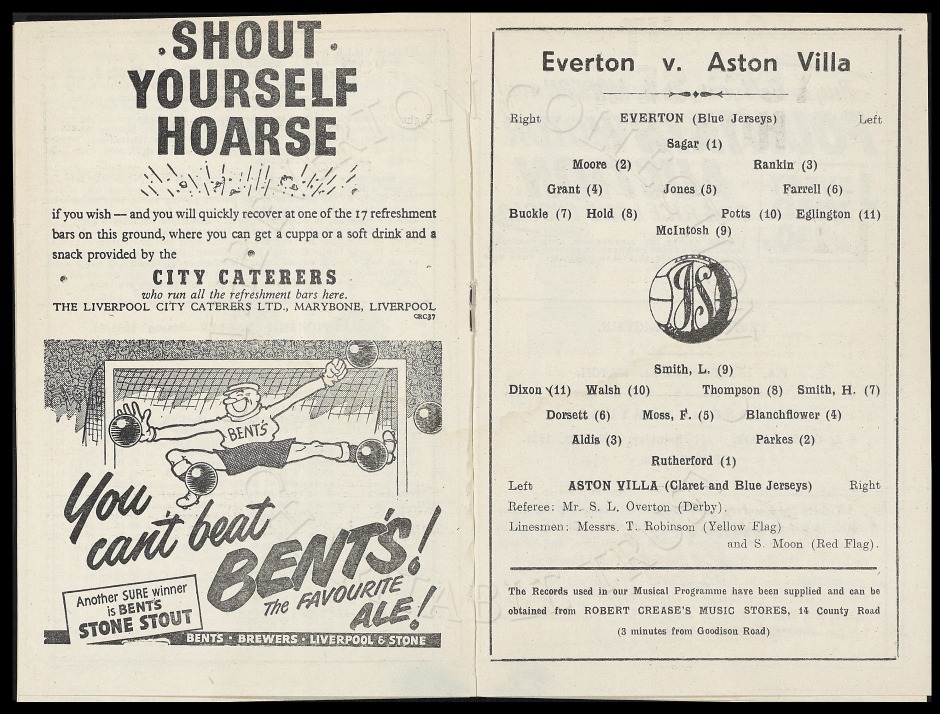 SHOUT
YOURSELF
HOARSE
if you wish — and you will quickly recover at one of the 17 refreshment
bars on this ground, where you can get a cuppa or a soft drink and a
snack provided by the
CITY CATERERS
who run all the refreshment bars here.
THE LIVERPOOL CITY CATERERS LTD., MARYBONE, LIVERPOOL
CRC37
BENT'S
You
can't beat
BENT'S!
The FAVOURITE
ALE!
Another SURE winner
is BENT'S
STONE STOUT
BENTS · BREWERS · LIVERPOOL & STONE
Everton v. Aston Villa
Right EVERTON (Blue Jerseys) Left
Sagar (1)
Moore (2) Rankin (3)
Grant (4) Jones (5) Farrell (6)
Buckle (7) Hold (8) Potts (10) Eglington (11)
McIntosh (9)
Smith, L. (9)
Dixon (11) Walsh (10) Thompson (8) Smith, H. (7)
Dorsett (6) Moss, F. (5) Blanchflower (4)
Aldis (3) Parkes (2)
Rutherford (1)
Left ASTON VILLA (Claret and Blue Jerseys) Right
Referee: Mr. S. L. Overton (Derby).
Linesmen: Messrs. T. Robinson (Yellow Flag)
and S. Moon (Red Flag).
The Records used in our Musical Programme have been supplied and can be
obtained from ROBERT CREASE'S MUSIC STORES, 14 County Road
(3 minutes from Goodison Road)